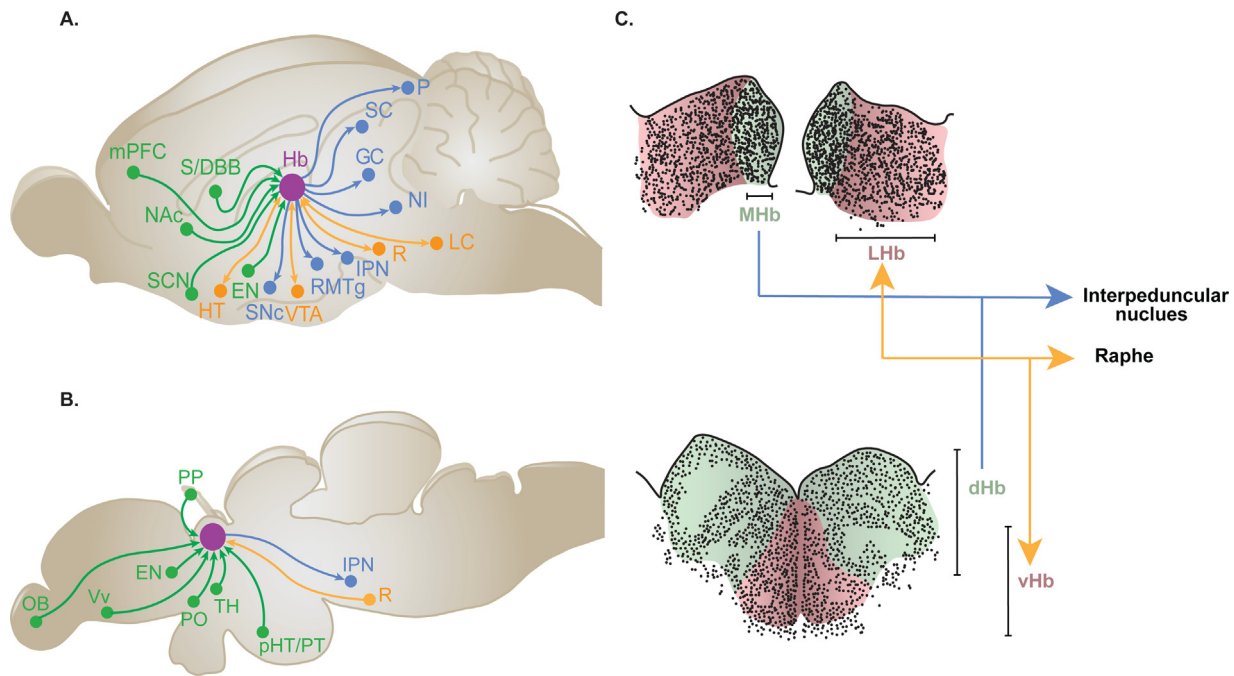 A.
C.
P
SC
mPFC
S/DBB
Hb
GC
NAc
NI
MHb
LC
R
LHb
SCN
IPN
HT
EN
RMTg
SNc
VTA
Interpeduncular
nuclues
Raphe
B.
PP
dHb
IPN
EN
vHb
OB
Vv
TH
R
PO
pHT/PT